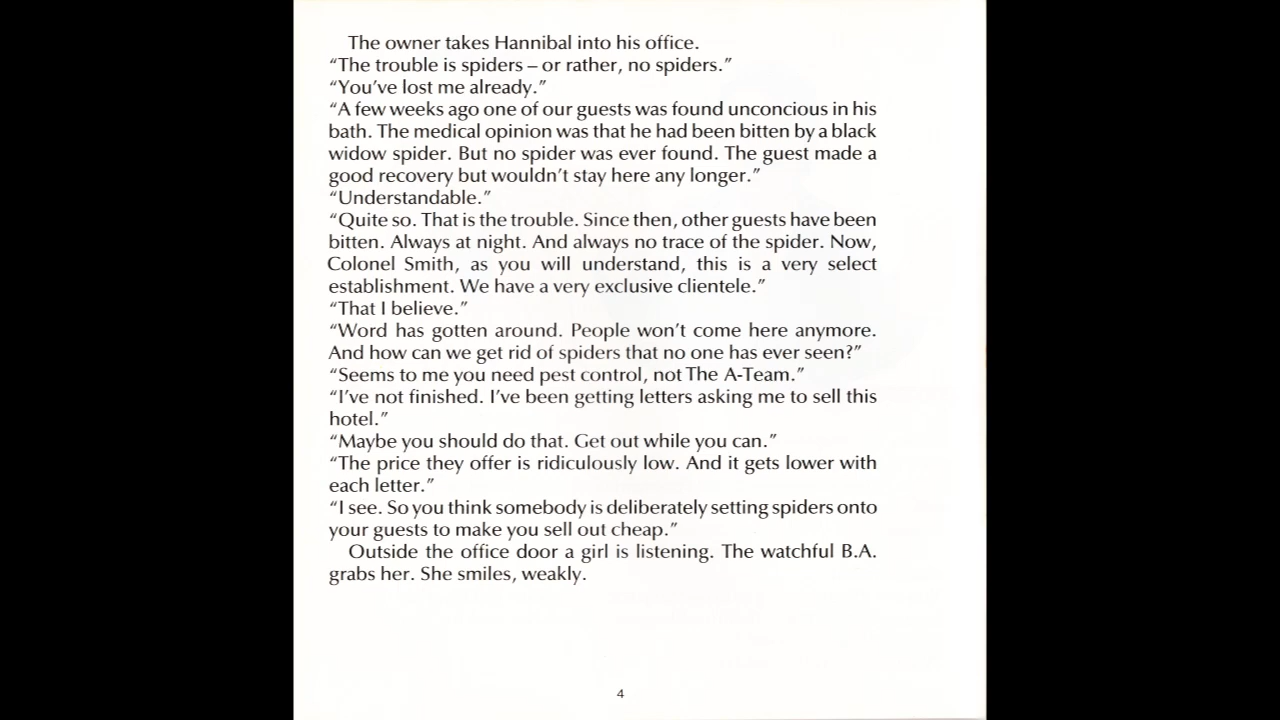 The owner takes Hannibal into his office.
“The trouble is spiders – or rather, no spiders.”
“You’ve lost me already.”
“A few weeks ago one of our guests was found unconcious in his
bath. The medical opinion was that he had been bitten by a black
widow spider. But no spider was ever found. The guest made a
good recovery but wouldn’t stay here any longer.”
“Understandable.”
“Quite so. That is the trouble. Since then, other guests have been
bitten. Always at night. And always no trace of the spider. Now,
Colonel Smith, as you will understand, this is a very select
establishment. We have a very exclusive clientele.”
“That I believe.”
“Word has gotten around. People won’t come here anymore.
And how can we get rid of spiders that no one has ever seen?”
“Seems to me you need pest control, not The A-Team.”
“I’ve not finished. I’ve been getting letters asking me to sell this
hotel.”
“Maybe you should do that. Get out while you can.”
“The price they offer is ridiculously low. And it gets lower with
each letter.”
“I see. So you think somebody is deliberately setting spiders onto
your guests to make you sell out cheap.”
Outside the office door a girl is listening. The watchful B.A.
grabs her. She smiles, weakly.
4